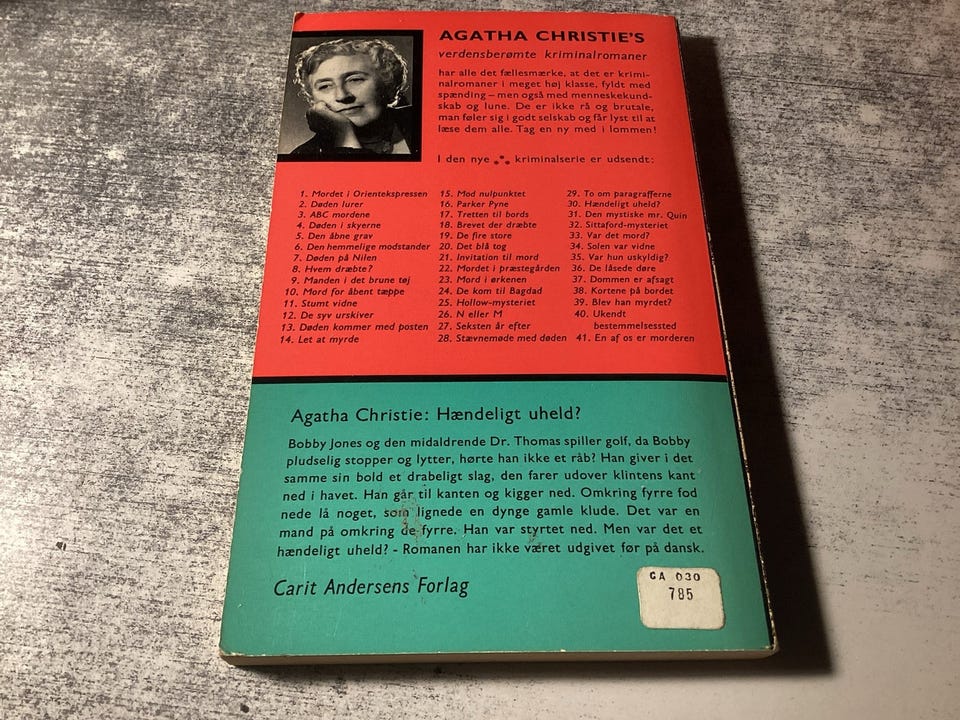 AGATHA CHRISTIE'S
verdensberømte kriminalromaner
har alle det fællesmærke, at det er krimi-
nalromaner i meget høj klasse, fyldt med
spænding – men også med menneskekund-
skab og lune. De er ikke rå og brutale,
man føler sig i godt selskab og får lyst til at
læse dem alle. Tag en ny med i lommen!
I den nye kriminalserie er udsendt:
1. Mordet i Orientekspressen
2. Døden lurer
3. ABC mordene
4. Døden i skyerne
5. Den åbne grav
6. Den hemmelige modstander
7. Døden på Nilen
8. Hvem dræbte?
9. Manden i det brune tøj
10. Mord for åbent tæppe
11. Stumt vidne
12. De syv urskiver
13. Døden kommer med posten
14. Let at myrde
15. Mod nulpunktet
16. Parker Pyne
17. Tretten til bords
18. Brevet der dræbte
19. De fire store
20. Det blå tog
21. Invitation til mord
22. Mordet i præstegården
23. Mord i ørkenen
24. De kom til Bagdad
25. Hollow-mysteriet
26. N eller M
27. Seksten år efter
28. Stævnemøde med døden
29. To om paragrafferne
30. Hændeligt uheld?
31. Den mystiske mr. Quin
32. Sittaford-mysteriet
33. Var det mord?
34. Solen var vidne
35. Var hun uskyldig?
36. De låsede døre
37. Dommen er afsagt
38. Kortene på bordet
39. Blev han myrdet?
40. Ukendt
bestemmelsessted
41. En af os er morderen
Agatha Christie: Hændeligt uheld?
Bobby Jones og den midaldrende Dr. Thomas spiller golf, da Bobby
pludselig stopper og lytter, hørte han ikke et råb? Han giver i det
samme sin bold et drabeligt slag, den farer udover klintens kant
ned i havet. Han går til kanten og kigger ned. Omkring fyrre fod
nede lå noget, som lignede en dynge gamle klude. Det var en
mand på omkring de fyrre. Han var styrtet ned. Men var det et
hændeligt uheld? - Romanen har ikke været udgivet før på dansk.
Carit Andersens Forlag
CA 030
785